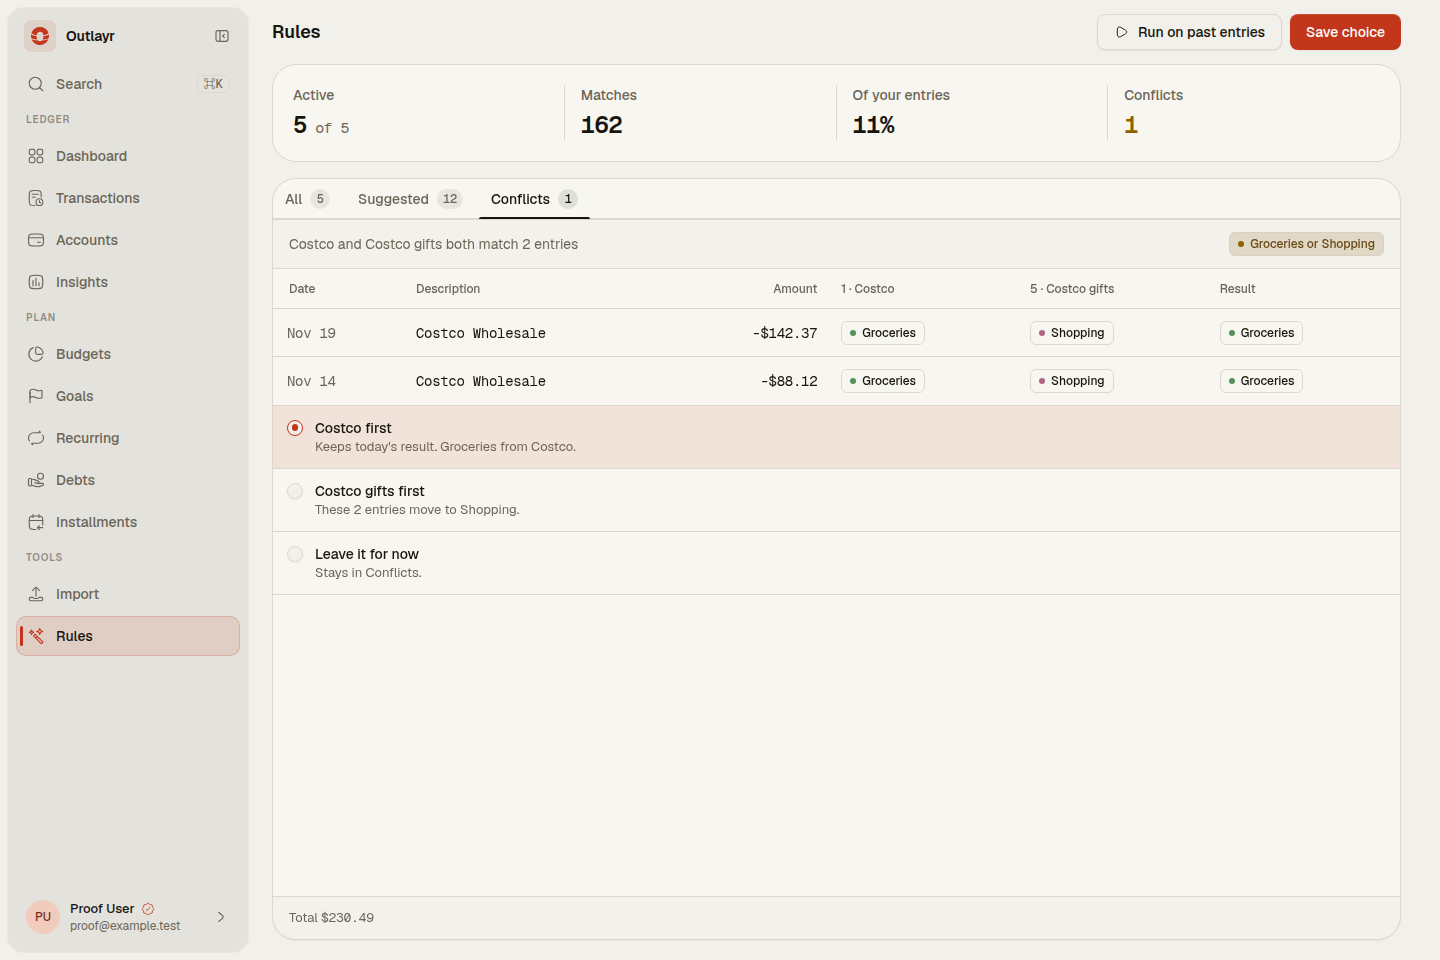 Outlayr
Search ⌘K
LEDGER
Dashboard
Transactions
Accounts
Insights
PLAN
Budgets
Goals
Recurring
Debts
Installments
TOOLS
Import
Rules
PU
Proof User
proof@example.test
Rules
Run on past entries
Save choice
Active
5 of 5
Matches
162
Of your entries
11%
Conflicts
1
All 5
Suggested 12
Conflicts 1
Costco and Costco gifts both match 2 entries
Groceries or Shopping
Date Description Amount 1 · Costco 5 · Costco gifts Result
Nov 19 Costco Wholesale -$142.37 Groceries Shopping Groceries
Nov 14 Costco Wholesale -$88.12 Groceries Shopping Groceries
Costco first
Keeps today's result. Groceries from Costco.
Costco gifts first
These 2 entries move to Shopping.
Leave it for now
Stays in Conflicts.
Total $230.49